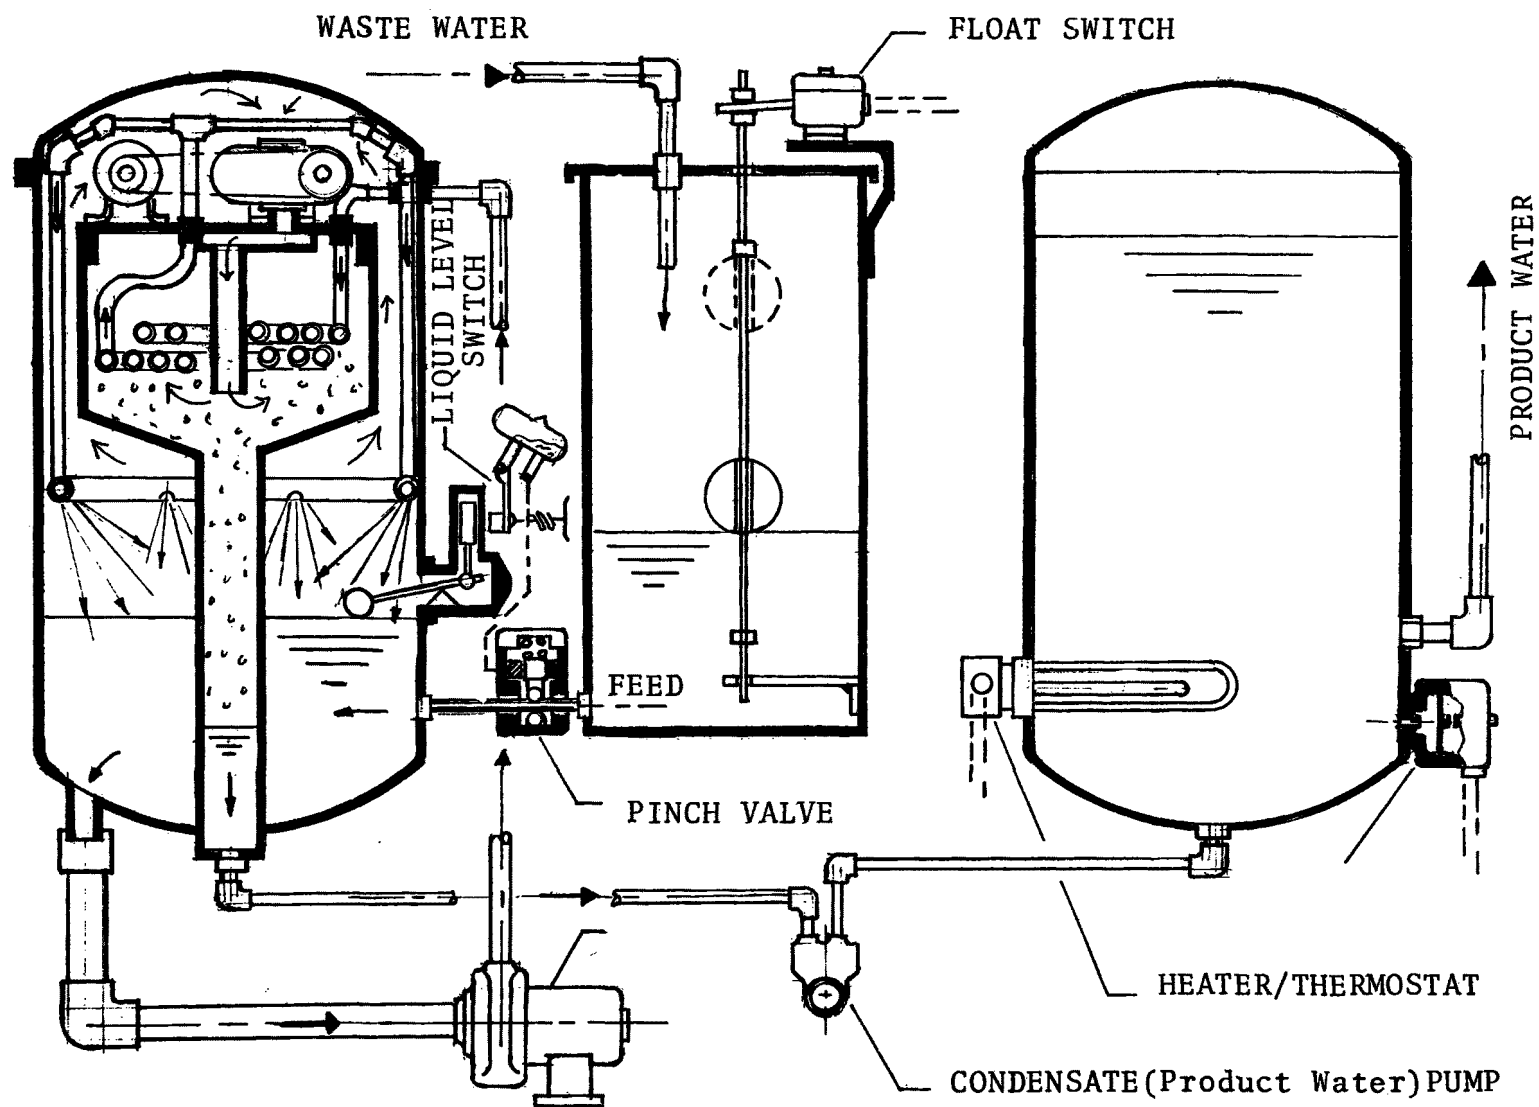 WASTE WATER
FLOAT SWITCH
LIQUID LEVEL
SWITCH
PRODUCT WATER
FEED
PINCH VALVE
HEATER/THERMOSTAT
CONDENSATE(Product Water)PUMP